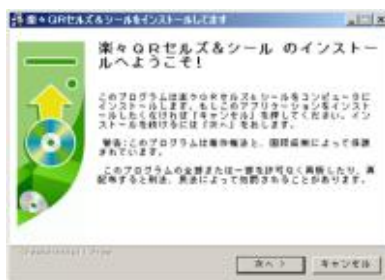 楽々QRセルズ&シールをインストールしてます
楽々QRセルズ&シール のインストー
ルへようこそ!
このプログラムは楽々QRセルズ&シールをコンピュータに
インストールします。もしこのアプリケーションをインスト
ールしたくなければ「キャンセル」を押してください。イン
ストールを続けるには「次へ」をおします。
警告:このプログラムは著作権法と、国際条約によって保護
されています。
このプログラムの全部または一部を許可なく再販したり、再
配布すると刑法、民法によって処罰されることがあります。
次へ >
キャンセル